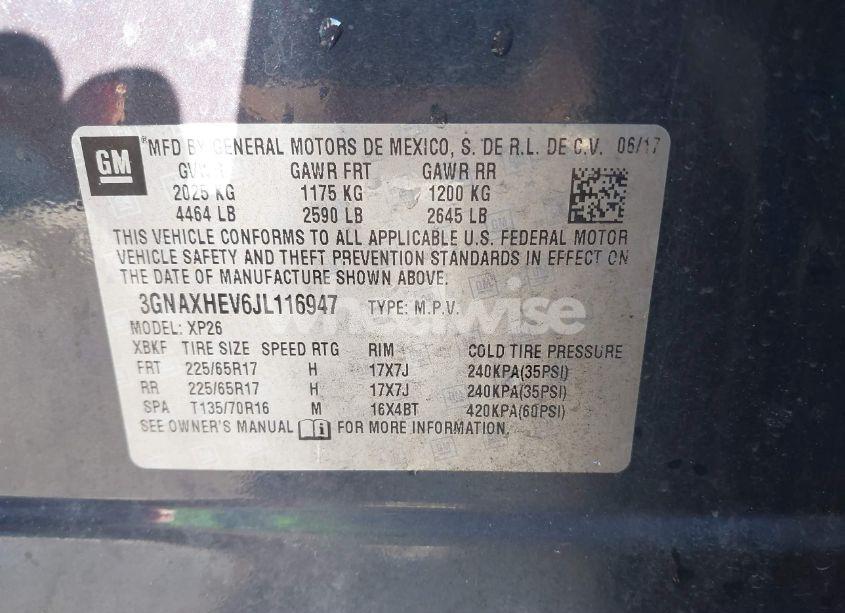 GM
® MFD BY GENERAL MOTORS DE MEXICO, S. DE R.L. DE C.V. 06/17
GAWR FRT GAWR RR
2025 KG 1175 KG 1200 KG
4464 LB 2590 LB 2645 LB
THIS VEHICLE CONFORMS TO ALL APPLICABLE U.S. FEDERAL MOTOR
VEHICLE SAFETY AND THEFT PREVENTION STANDARDS IN EFFECT ON
THE DATE OF MANUFACTURE SHOWN ABOVE.
3GNAXHEV6JL116947 TYPE: M.P.V.
MODEL: XP26
XBKF TIRE SIZE SPEED RTG RIM COLD TIRE PRESSURE
FRT 225/65R17 H 17X7J 240KPA(35PSI)
RR 225/65R17 H 17X7J 240KPA(35PSI)
SPA T135/70R16 M 16X4BT 420KPA(60PSI)
SEE OWNER'S MANUAL FOR MORE INFORMATION.
wheelwise